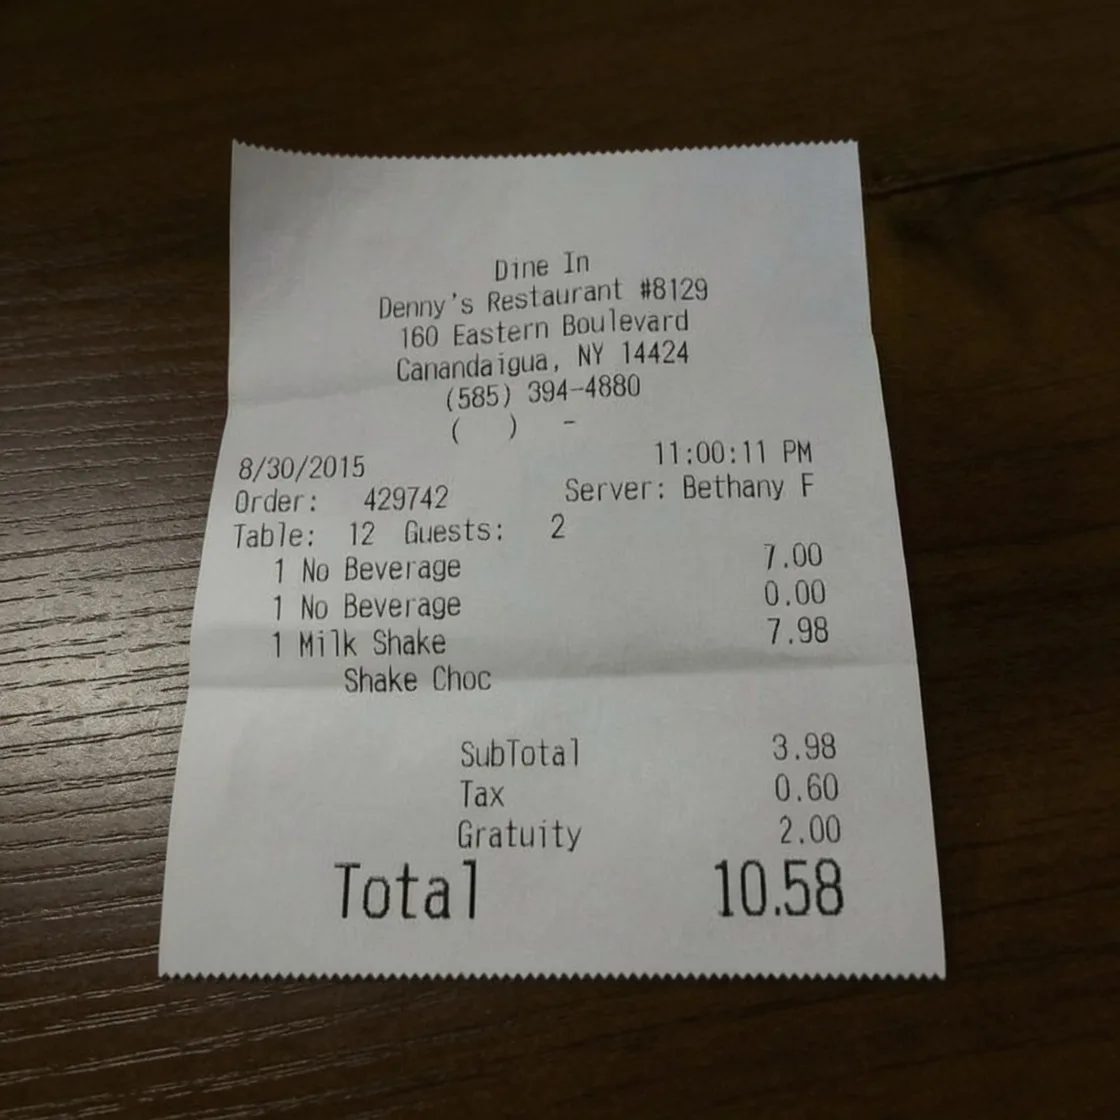 Dine In
Denny's Restaurant #8129
160 Eastern Boulevard
Canandaigua, NY 14424
(585) 394-4880
( ) -
8/30/2015 11:00:11 PM
Order: 429742 Server: Bethany F
Table: 12 Guests: 2
1 No Beverage 7.00
1 No Beverage 0.00
1 Milk Shake 7.98
Shake Choc
SubTotal 3.98
Tax 0.60
Gratuity 2.00
Total 10.58